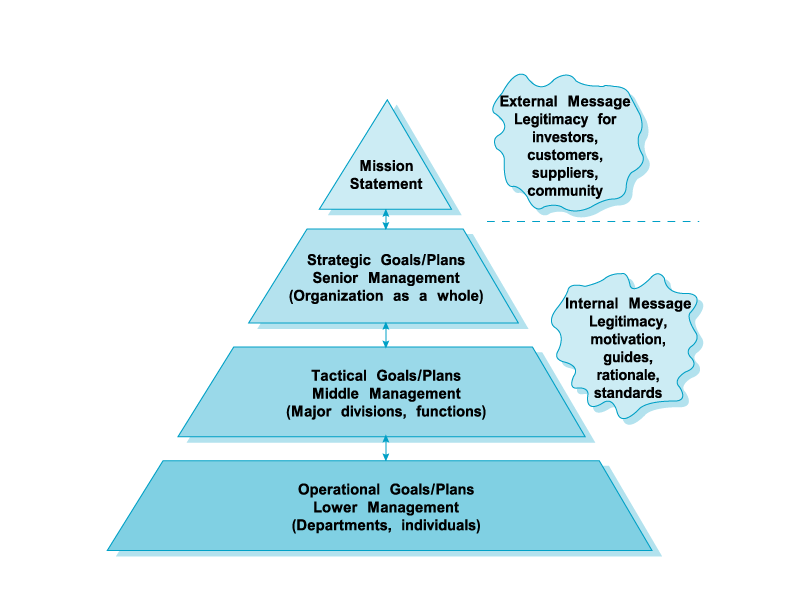 External Message
Legitimacy for
investors,
customers,
suppliers,
community
Mission
Statement
Strategic Goals/Plans
Senior Management
(Organization as a whole)
Internal Message
Legitimacy,
motivation,
guides,
rationale,
standards
Tactical Goals/Plans
Middle Management
(Major divisions, functions)
Operational Goals/Plans
Lower Management
(Departments, individuals)